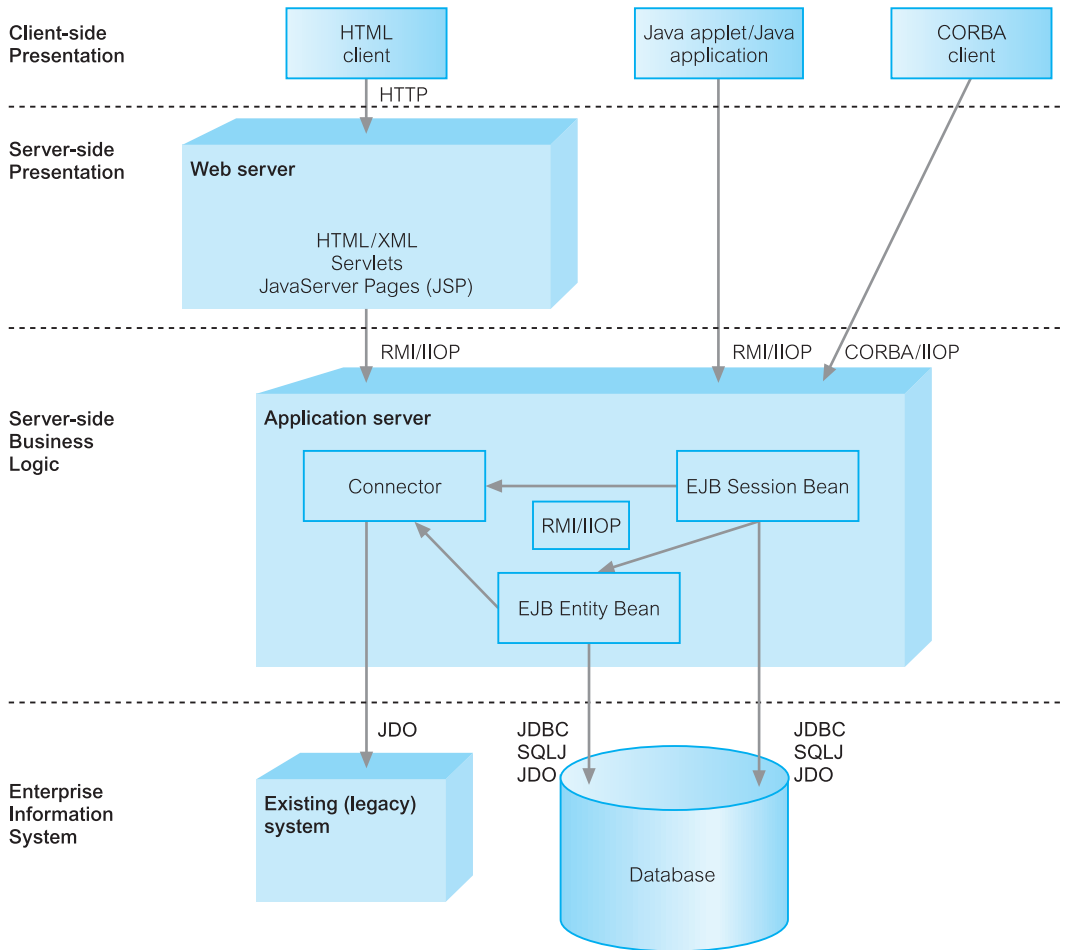 Client-side
Presentation
HTML
client
Java applet/Java
application
CORBA
client
HTTP
Server-side
Presentation
Web server
HTML/XML
Servlets
JavaServer Pages (JSP)
RMI/IIOP
RMI/IIOP
CORBA/IIOP
Server-side
Business
Logic
Application server
Connector
EJB Session Bean
RMI/IIOP
EJB Entity Bean
JDO
JDBC
SQLJ
JDO
JDBC
SQLJ
JDO
Enterprise
Information
System
Existing (legacy)
system
Database